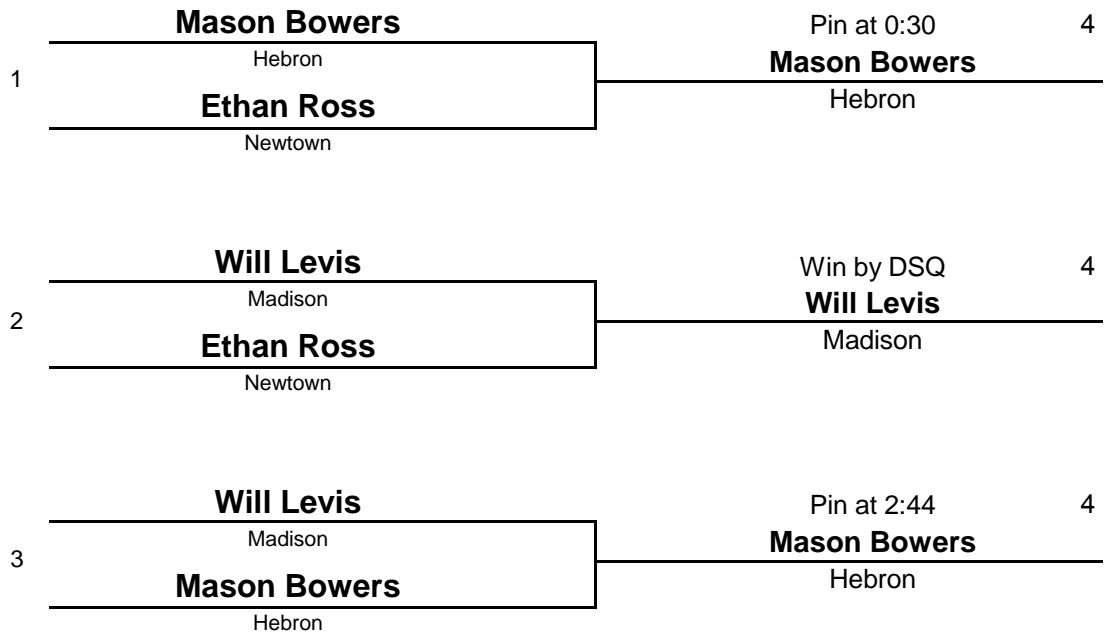 Mason Bowers
Pin at 0:30 4
Hebron
Mason Bowers
1
Ethan Ross
Hebron
Newtown
Will Levis
Win by DSQ 4
Madison
Will Levis
2
Ethan Ross
Madison
Newtown
Will Levis
Pin at 2:44 4
Madison
Mason Bowers
3
Mason Bowers
Hebron
Hebron